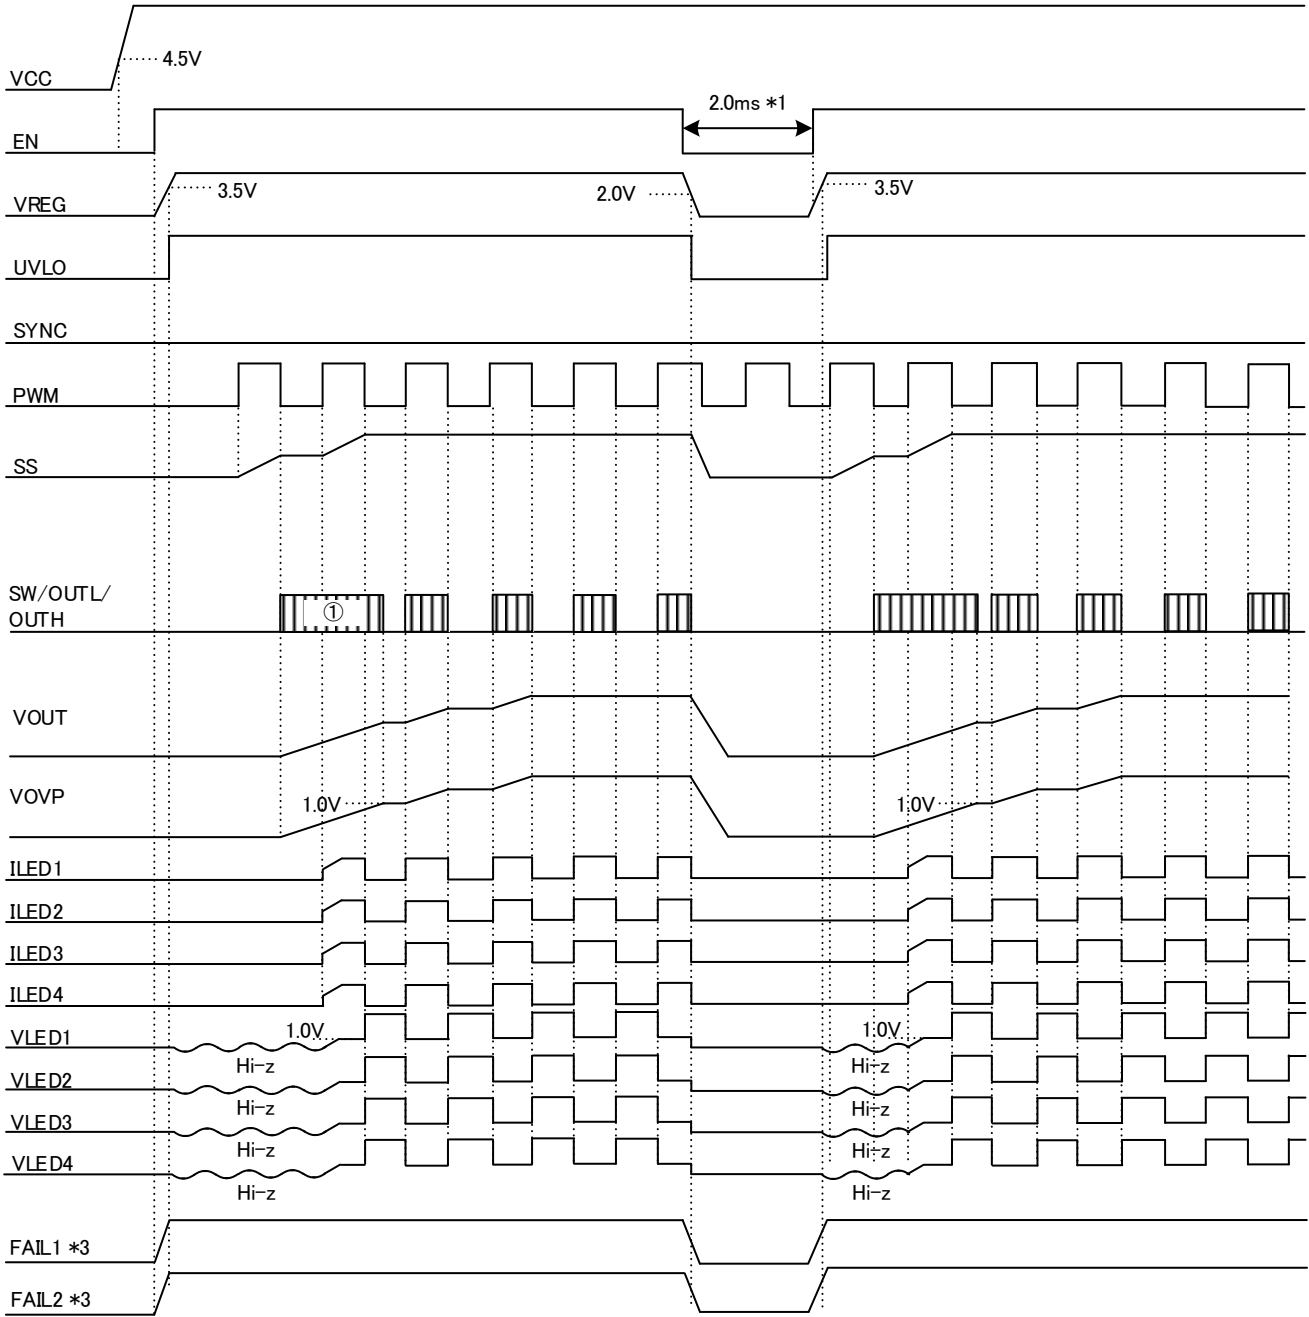 4.5V
VCC
2.0ms *1
EN
3.5V
2.0V
3.5V
VREG
UVLO
SYNC
PWM
SS
SW/OUTL/
OUTH
①
VOUT
VOVP
1.0V
1.0V
ILED1
ILED2
ILED3
ILED4
VLED1
1.0V
1.0V
Hi-z
Hi-z
VLED2
Hi-z
Hi-z
VLED3
Hi-z
Hi-z
VLED4
Hi-z
Hi-z
FAIL1 *3
FAIL2 *3